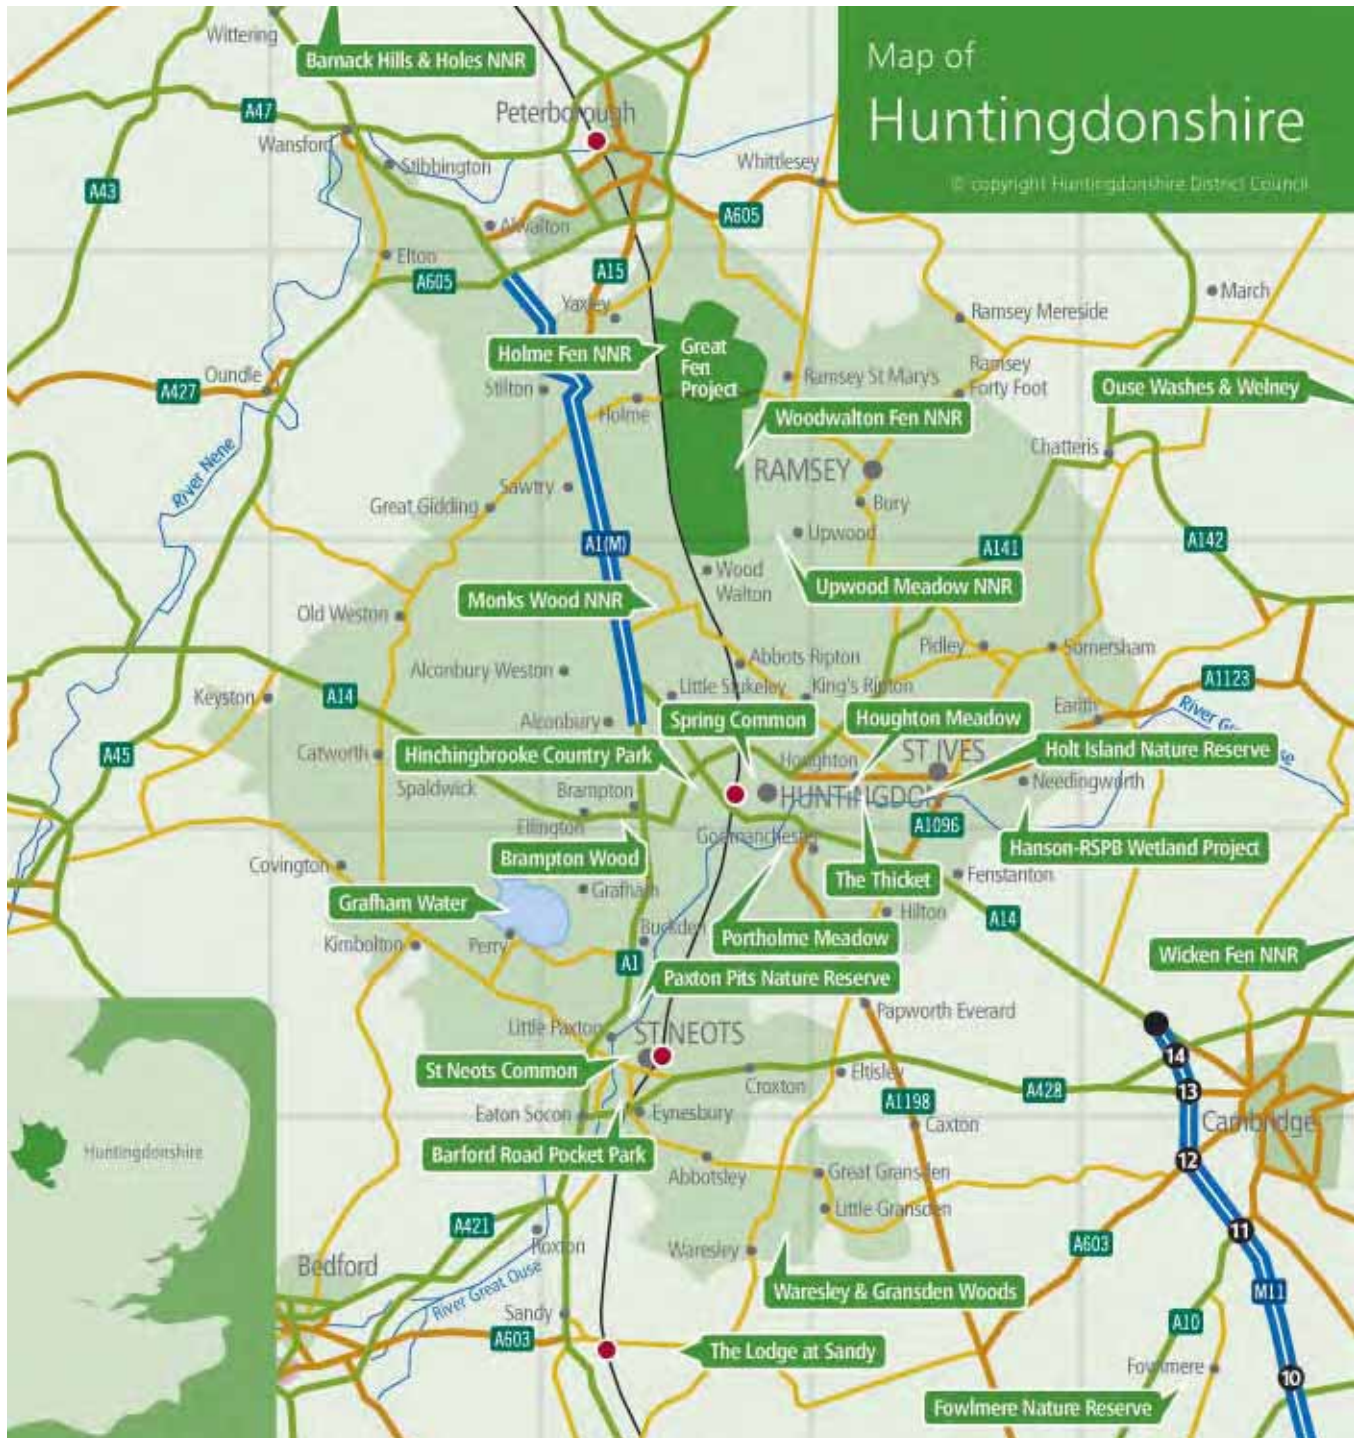 Map of
Huntingdonshire
© copyright Huntingdonshire District Council
Wittering
Barnack Hills & Holes NNR
A47
Peterborough
Wansford
Stibbington
Whittlesey
A43
A605
Alwalton
Elton
A605
A15
March
Yaxley
Ramsey Mereside
Holme Fen NNR
Great
Fen
Project
Oundle
A427
Stilton
Ramsey St Mary's
Ramsey
Forty Foot
Ouse Washes & Welney
Holme
Woodwalton Fen NNR
Chatteris
River Nene
RAMSEY
Sawtry
Great Gidding
Bury
Upwood
A1(M)
A141
A142
Wood
Walton
Upwood Meadow NNR
Monks Wood NNR
Old Weston
Pidley
Somersham
Abbots Ripton
Alconbury Weston
A1123
Keyston
A14
Little Stukeley
King's Ripton
Earith
Spring Common
Houghton Meadow
Alconbury
A45
Catworth
Hinchingbrooke Country Park
Houghton
ST IVES
Holt Island Nature Reserve
Spaldwick
Brampton
HUNTINGDON
Needingworth
Ellington
Godmanchester
A1096
Brampton Wood
Hanson-RSPB Wetland Project
Covington
The Thicket
Fenstanton
Grafham Water
Grafham
Hilton
A14
Kimbolton
Perry
Buckden
Portholme Meadow
A1
Wicken Fen NNR
Paxton Pits Nature Reserve
Papworth Everard
Little Paxton
ST NEOTS
14
St Neots Common
Croxton
Eltisley
A428
13
A1198
Eaton Socon
Eynesbury
Caxton
Cambridge
Huntingdonshire
Barford Road Pocket Park
12
Abbotsley
Great Gransden
Little Gransden
A421
Roxton
Waresley
A603
11
Bedford
River Great Ouse
Waresley & Gransden Woods
M11
Sandy
A603
A10
The Lodge at Sandy
Fowlmere
10
Fowlmere Nature Reserve